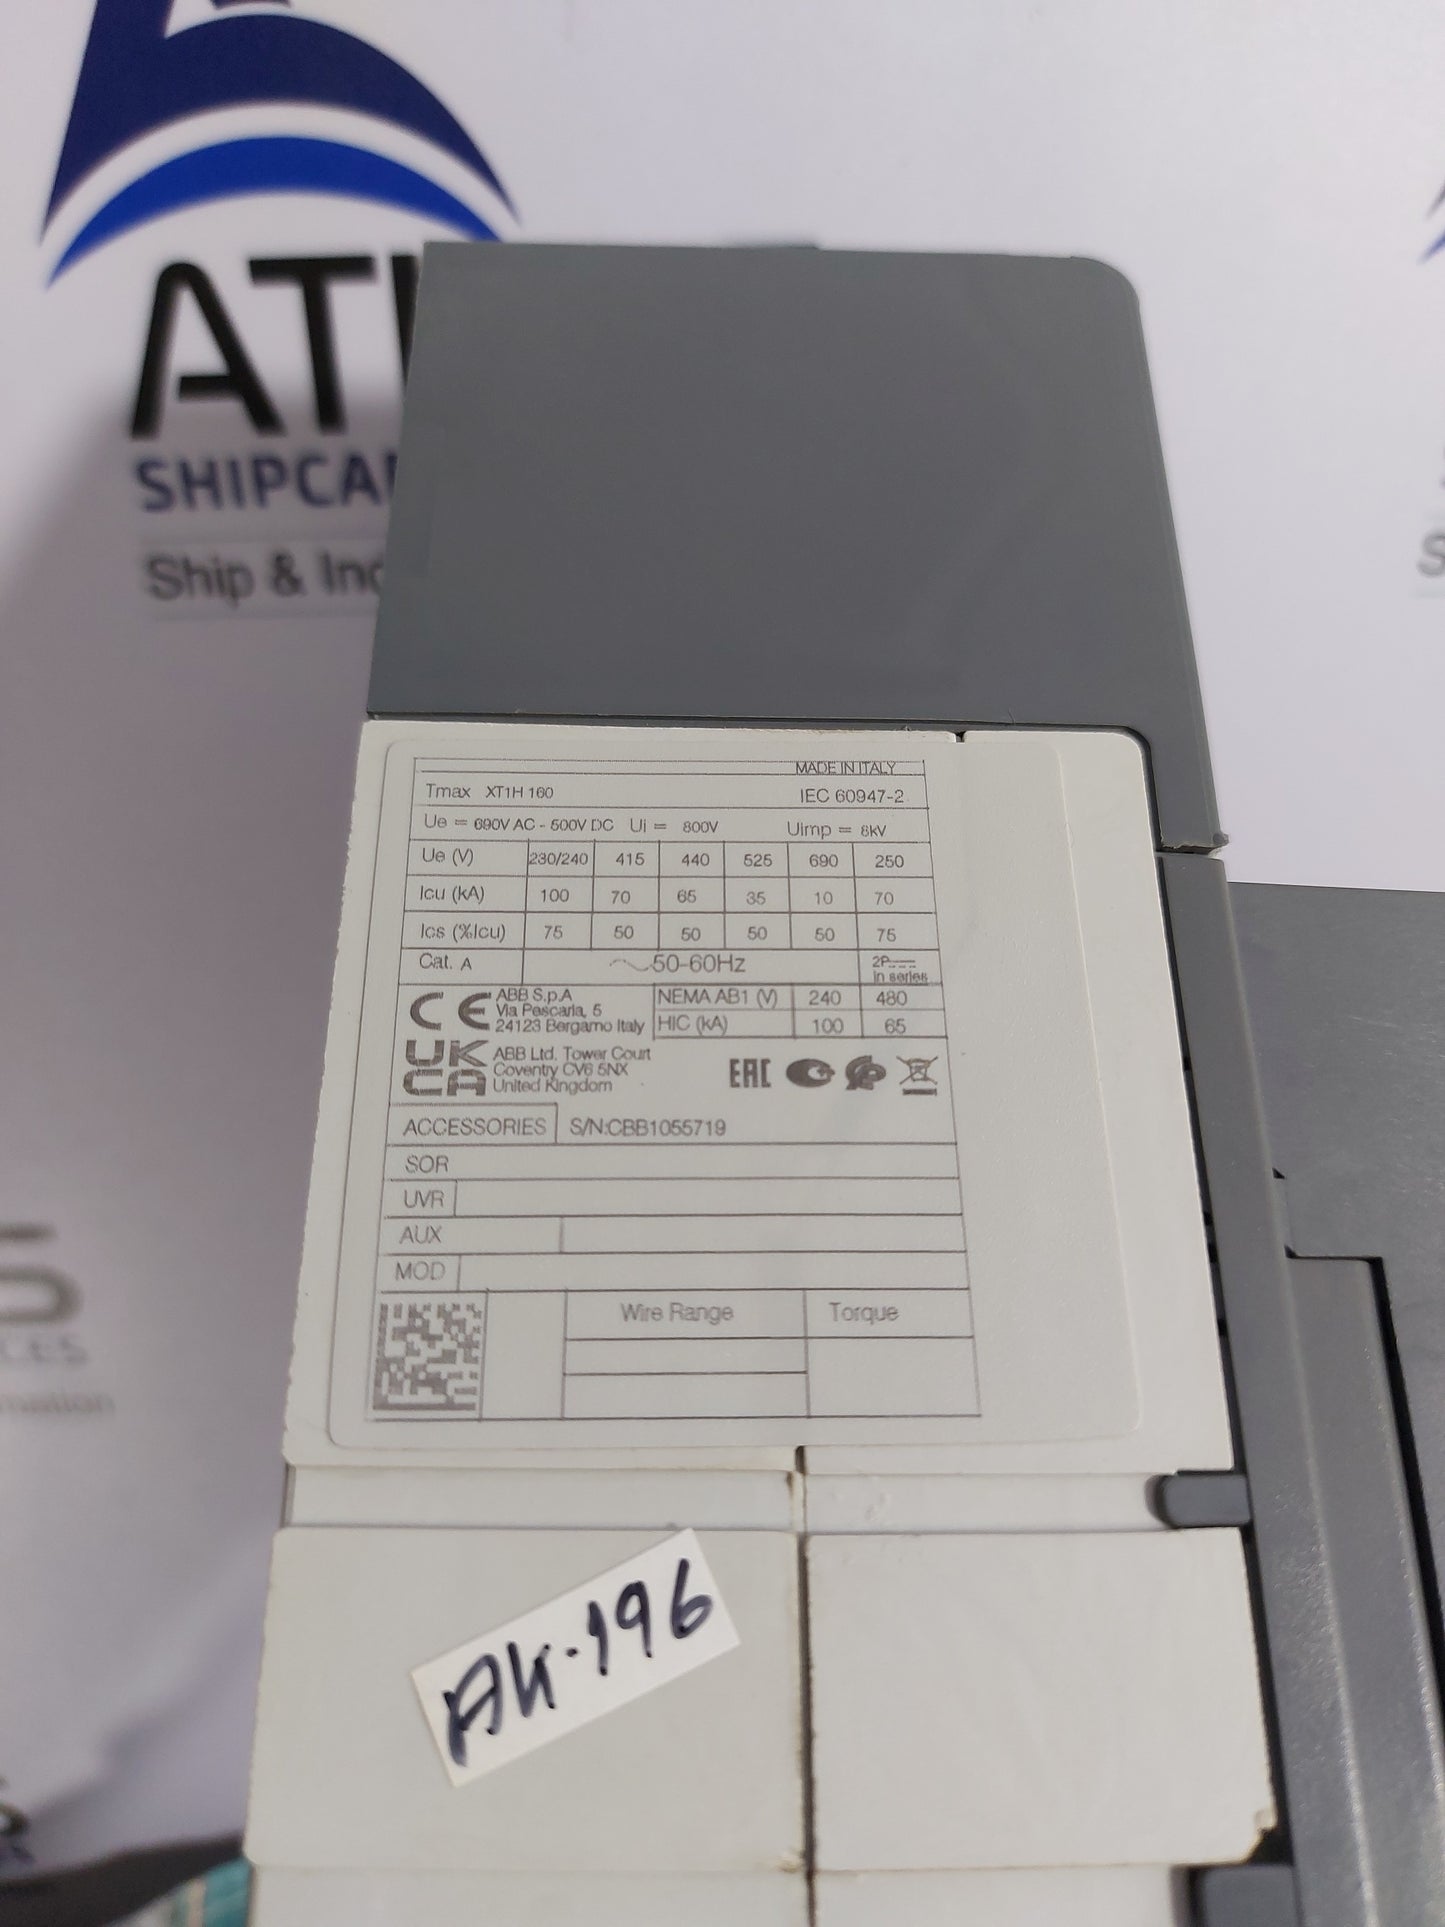 SHIPCA
Ship & In
MADE IN ITALY
Tmax XT1H 160 IEC 60947-2
Ue = 690V AC - 500V DC Ui = 800V Uimp = 8kV
Ue (V) 230/240 415 440 525 690 250
Icu (kA) 100 70 65 35 10 70
Ics (%Icu) 75 50 50 50 50 75
Cat. A ~50-60Hz 2P in series
CE ABB S.p.A
Via Pescaria, 5
24123 Bergamo Italy
NEMA AB1 (V) 240 480
HIC (kA) 100 65
UK
CA
ABB Ltd. Tower Court
Coventry CV6 5NX
United Kingdom
EAC
ACCESSORIES S/N:CBB1055719
SOR
UVR
AUX
MOD
Wire Range Torque
AK-196